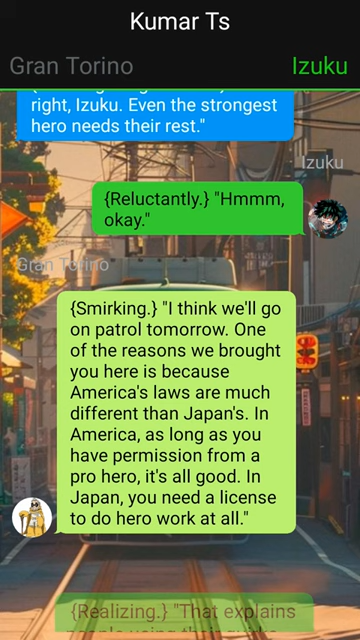 Kumar Ts
Gran Torino
Izuku
right, Izuku. Even the strongest
hero needs their rest."
Izuku
{Reluctantly.} "Hmmm,
okay."
Gran Torino
{Smirking.} "I think we'll go
on patrol tomorrow. One
of the reasons we brought
you here is because
America's laws are much
different than Japan's. In
America, as long as you
have permission from a
pro hero, it's all good. In
Japan, you need a license
to do hero work at all."
{Realizing.} "That explains